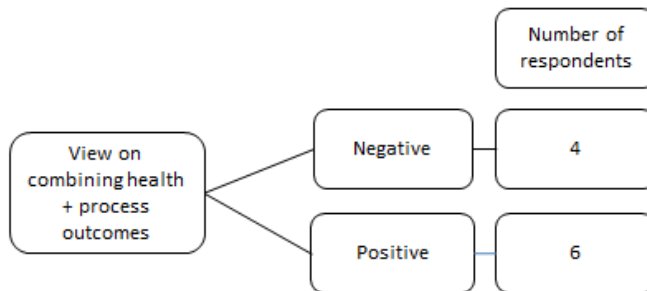 Number of
respondents
Negative
4
View on
combining health
+ process
outcomes
Positive
6